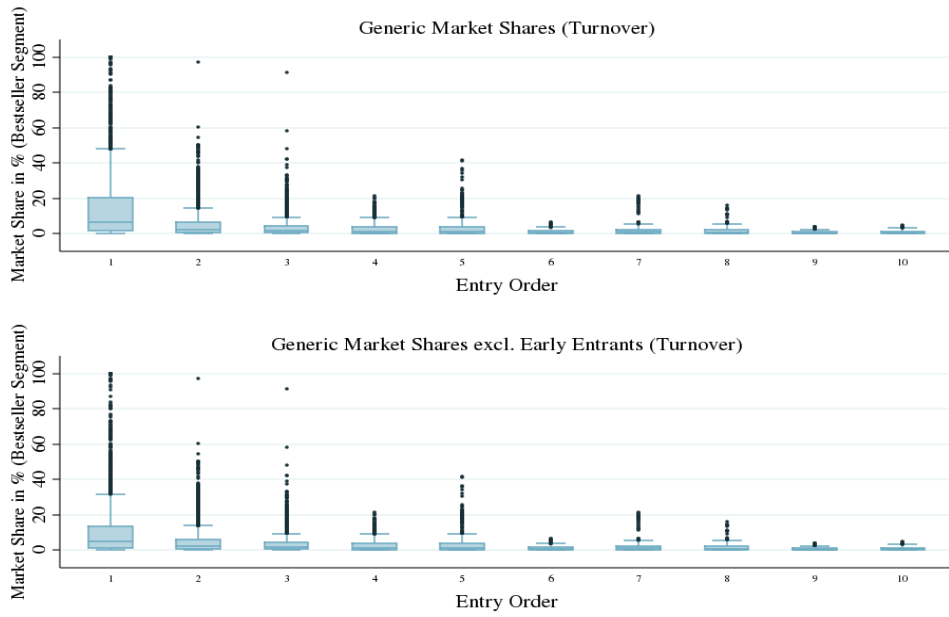 Generic Market Shares (Turnover)
Market Share in % (Bestseller Segment)
100
80
60
40
20
0
1 2 3 4 5 6 7 8 9 10
Entry Order
Generic Market Shares excl. Early Entrants (Turnover)
Market Share in % (Bestseller Segment)
100
80
60
40
20
0
1 2 3 4 5 6 7 8 9 10
Entry Order